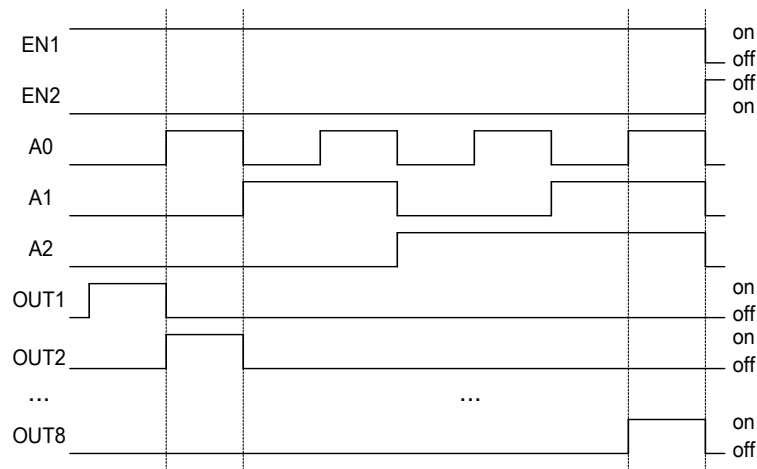 EN1
on
off
EN2
off
on
A0
A1
A2
OUT1
on
off
OUT2
on
off
...
...
OUT8
on
off